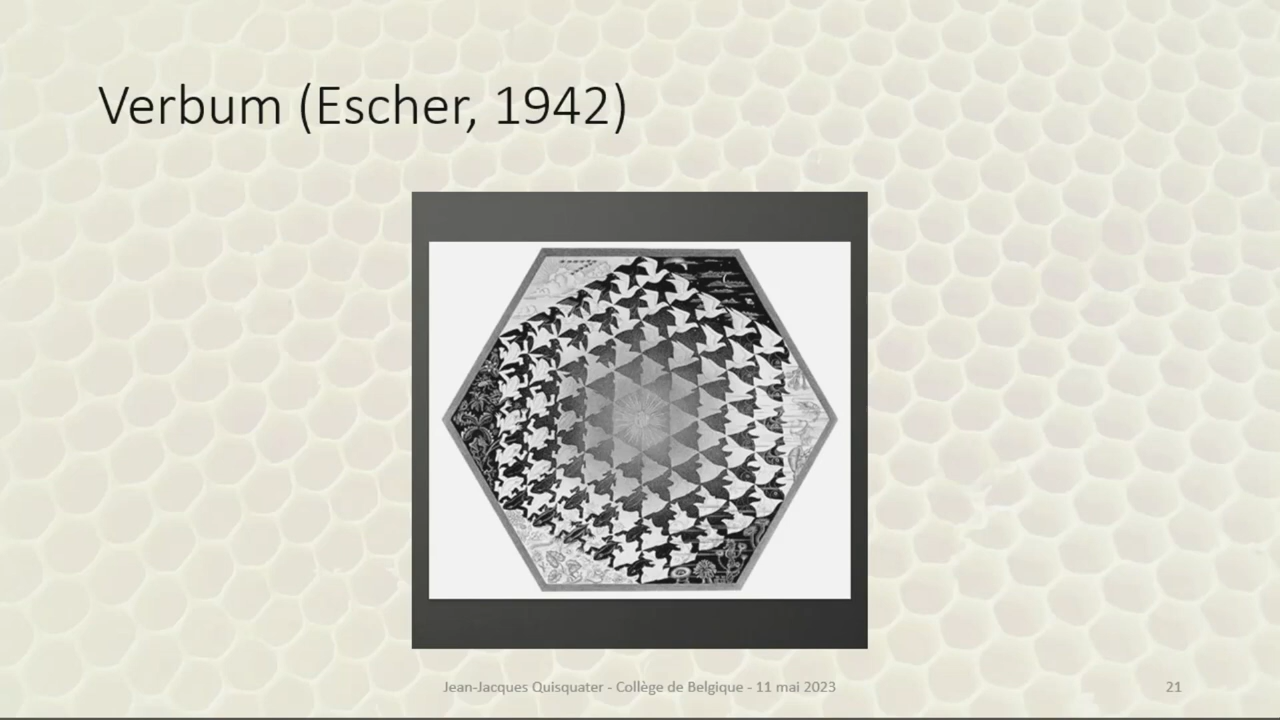 Verbum (Escher, 1942)
Jean-Jacques Quisquater - Collège de Belgique - 11 mai 2023
21